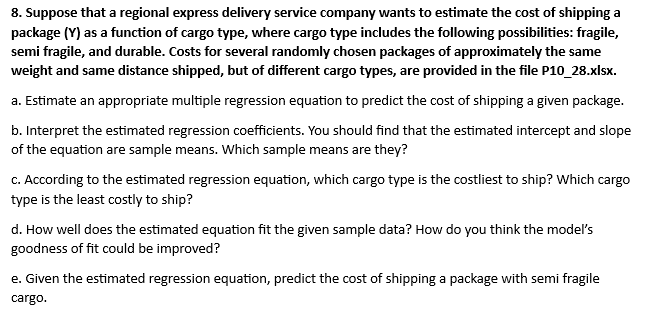 8. Suppose that a regional express delivery service company wants to estimate the cost of shipping a
package (Y) as a function of cargo type, where cargo type includes the following possibilities: fragile,
semi fragile, and durable. Costs for several randomly chosen packages of approximately the same
weight and same distance shipped, but of different cargo types, are provided in the file P10_28.xlsx.
a. Estimate an appropriate multiple regression equation to predict the cost of shipping a given package.
b. Interpret the estimated regression coefficients. You should find that the estimated intercept and slope
of the equation are sample means. Which sample means are they?
c. According to the estimated regression equation, which cargo type is the costliest to ship? Which cargo
type is the least costly to ship?
d. How well does the estimated equation fit the given sample data? How do you think the model's
goodness of fit could be improved?
e. Given the estimated regression equation, predict the cost of shipping a package with semi fragile
cargo.